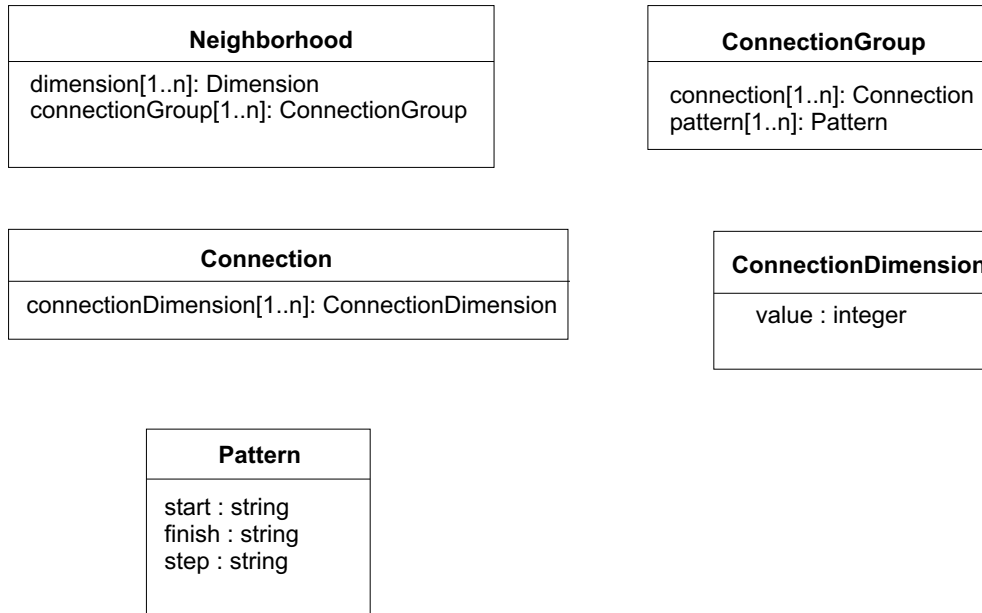 Neighborhood
dimension[1..n]: Dimension
connectionGroup[1..n]: ConnectionGroup
ConnectionGroup
connection[1..n]: Connection
pattern[1..n]: Pattern
Connection
connectionDimension[1..n]: ConnectionDimension
ConnectionDimension
value : integer
Pattern
start : string
finish : string
step : string